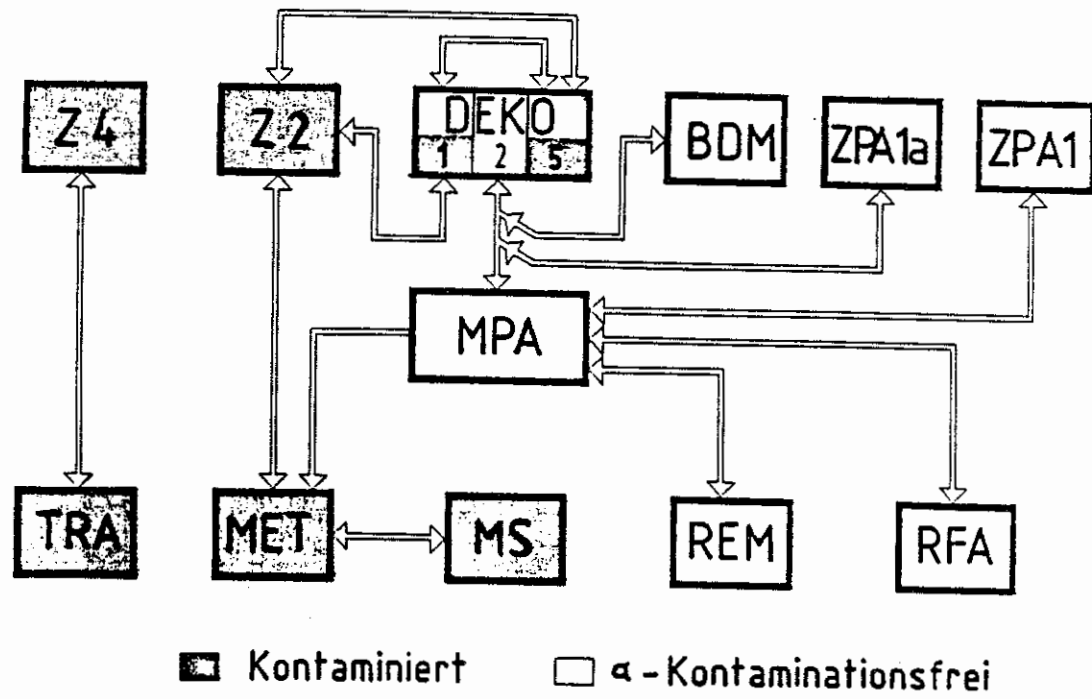 Z4
Z2
DEKO
1 2 5
BDM
ZPA1a
ZPA1
MPA
TRA
MET
MS
REM
RFA
Kontaminiert
α-Kontaminationsfrei